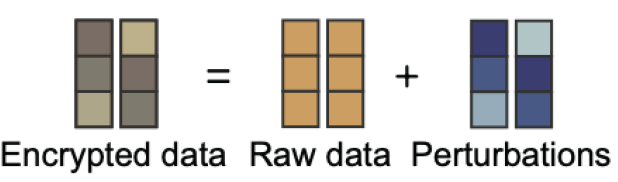 = +
Encrypted data Raw data Perturbations